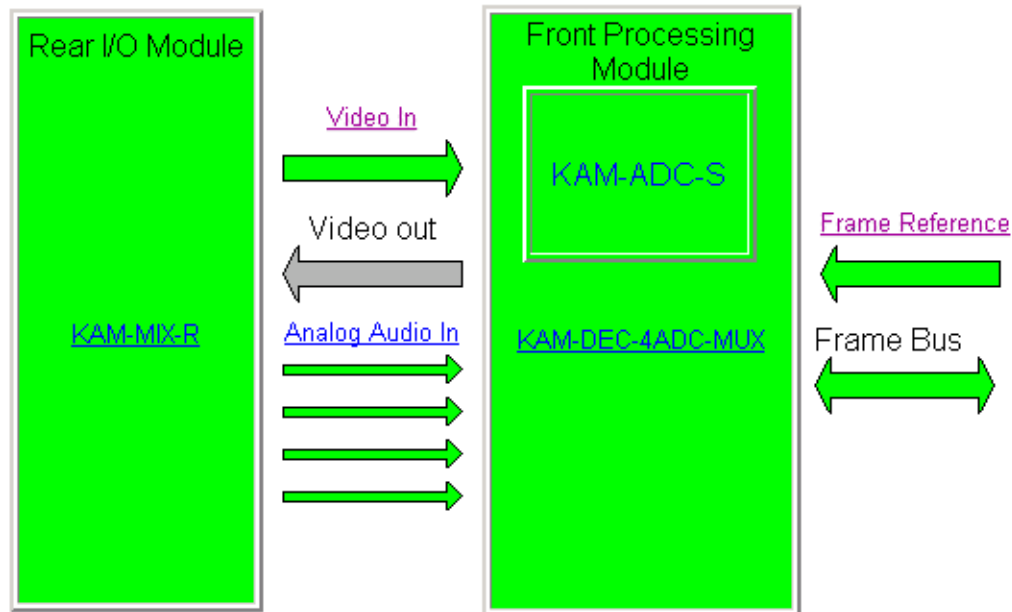 Rear I/O Module
KAM-MIX-R
Video In
Video out
Analog Audio In
Front Processing
Module
KAM-ADC-S
KAM-DEC-4ADC-MUX
Frame Reference
Frame Bus